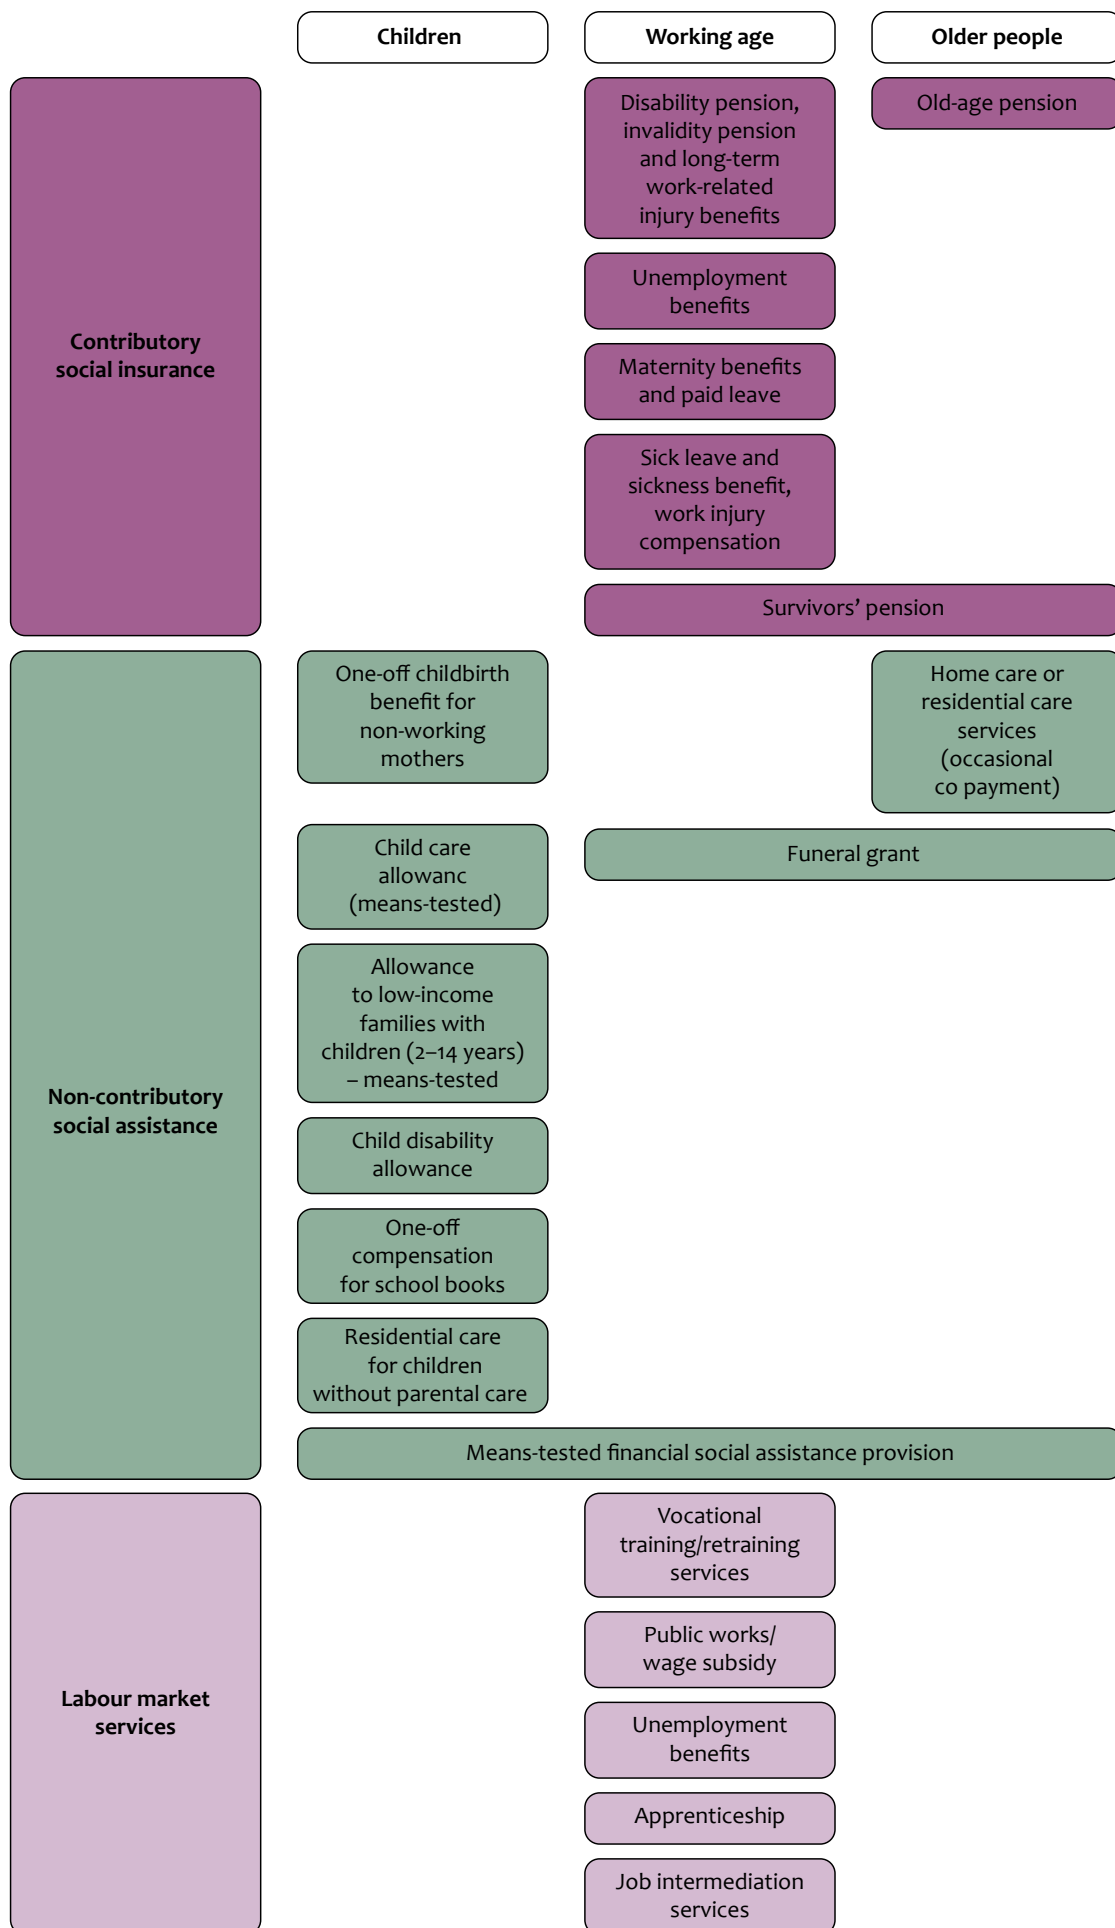 Children
Working age
Older people
Contributory
social insurance
Disability pension,
invalidity pension
and long-term
work-related
injury benefits
Old-age pension
Unemployment
benefits
Maternity benefits
and paid leave
Sick leave and
sickness benefit,
work injury
compensation
Survivors’ pension
Non-contributory
social assistance
One-off childbirth
benefit for
non-working
mothers
Home care or
residential care
services
(occasional
co payment)
Child care
allowanc
(means-tested)
Funeral grant
Allowance
to low-income
families with
children (2–14 years)
– means-tested
Child disability
allowance
One-off
compensation
for school books
Residential care
for children
without parental care
Means-tested financial social assistance provision
Labour market
services
Vocational
training/retraining
services
Public works/
wage subsidy
Unemployment
benefits
Apprenticeship
Job intermediation
services